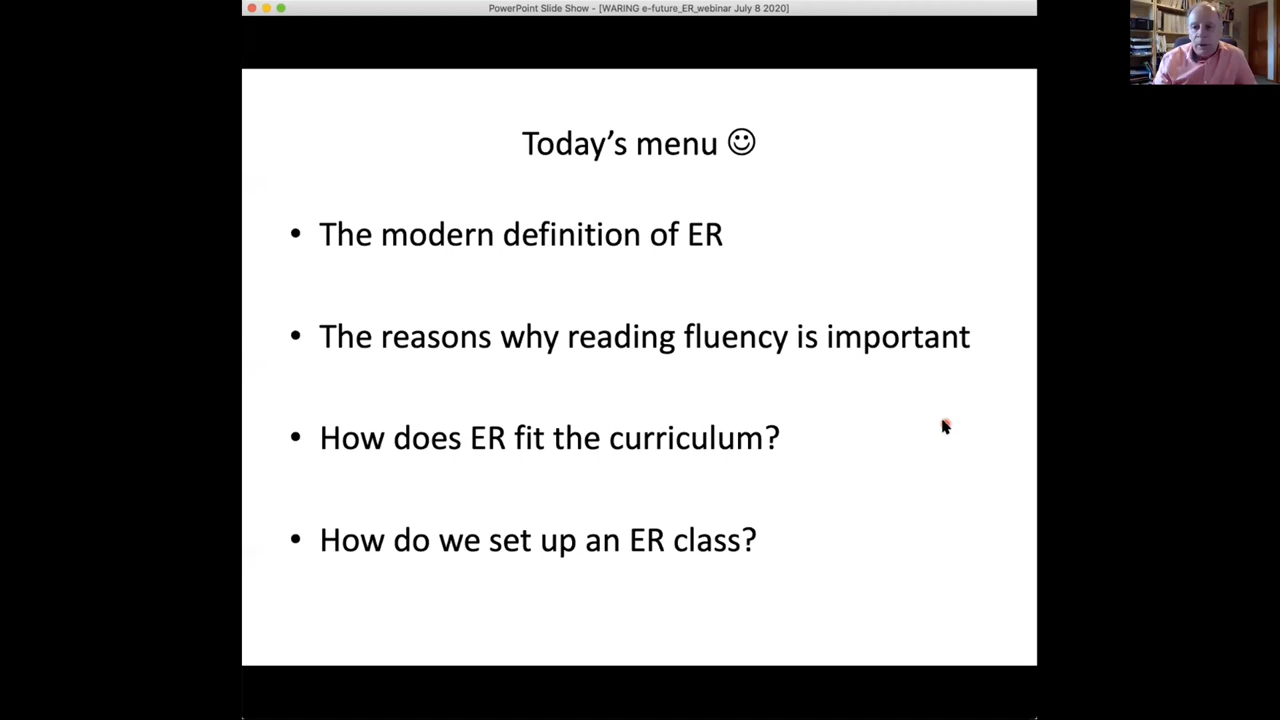 PowerPoint Slide Show - [WARING e-future_ER_webinar July 8 2020]
Today’s menu ☺
• The modern definition of ER
• The reasons why reading fluency is important
• How does ER fit the curriculum?
• How do we set up an ER class?